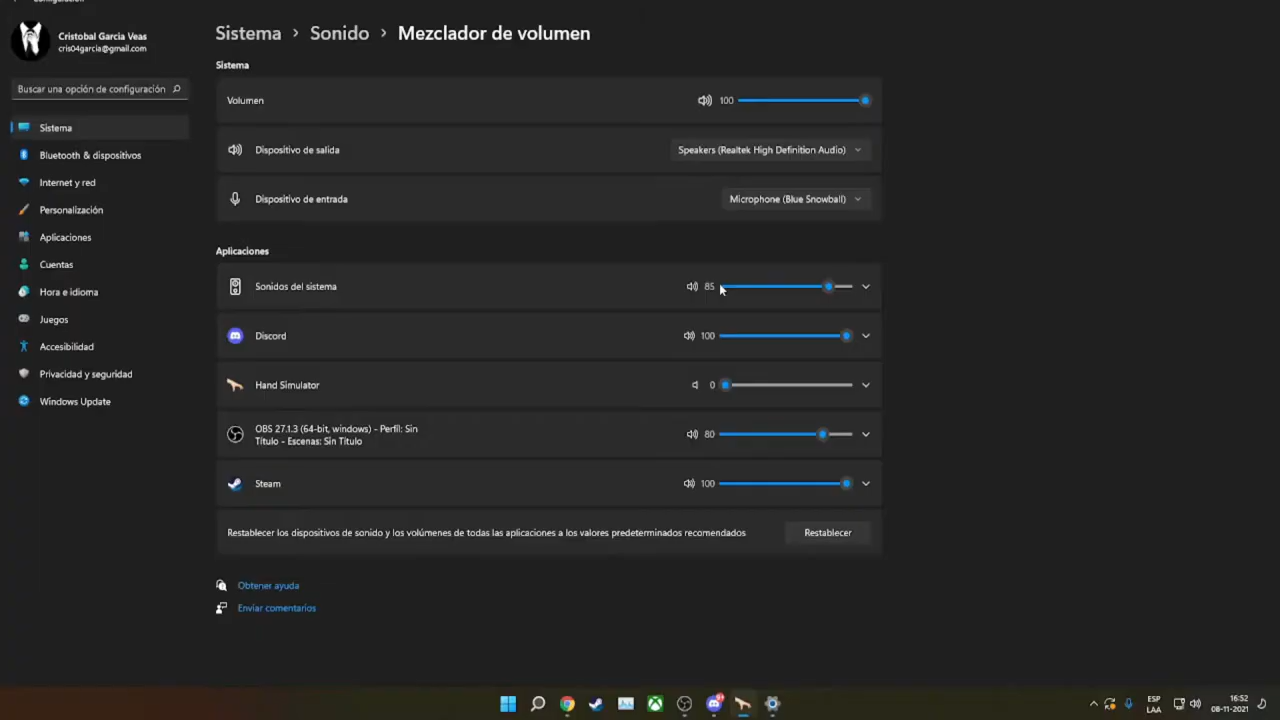 Cristobal Garcia Veas
cris04garcia@gmail.com
Buscar una opción de configuración
Sistema
Bluetooth & dispositivos
Internet y red
Personalización
Aplicaciones
Cuentas
Hora e idioma
Juegos
Accesibilidad
Privacidad y seguridad
Windows Update
Sistema > Sonido > Mezclador de volumen
Sistema
Volumen 100
Dispositivo de salida Speakers (Realtek High Definition Audio)
Dispositivo de entrada Microphone (Blue Snowball)
Aplicaciones
Sonidos del sistema 85
Discord 100
Hand Simulator 0
OBS 27.1.3 (64-bit, windows) - Perfil: Sin
Título - Escenas: Sin Título 80
Steam 100
Restablecer los dispositivos de sonido y los volúmenes de todas las aplicaciones a los valores predeterminados recomendados Restablecer
Obtener ayuda
Enviar comentarios
ESP
LAA
16:52
08-11-2021